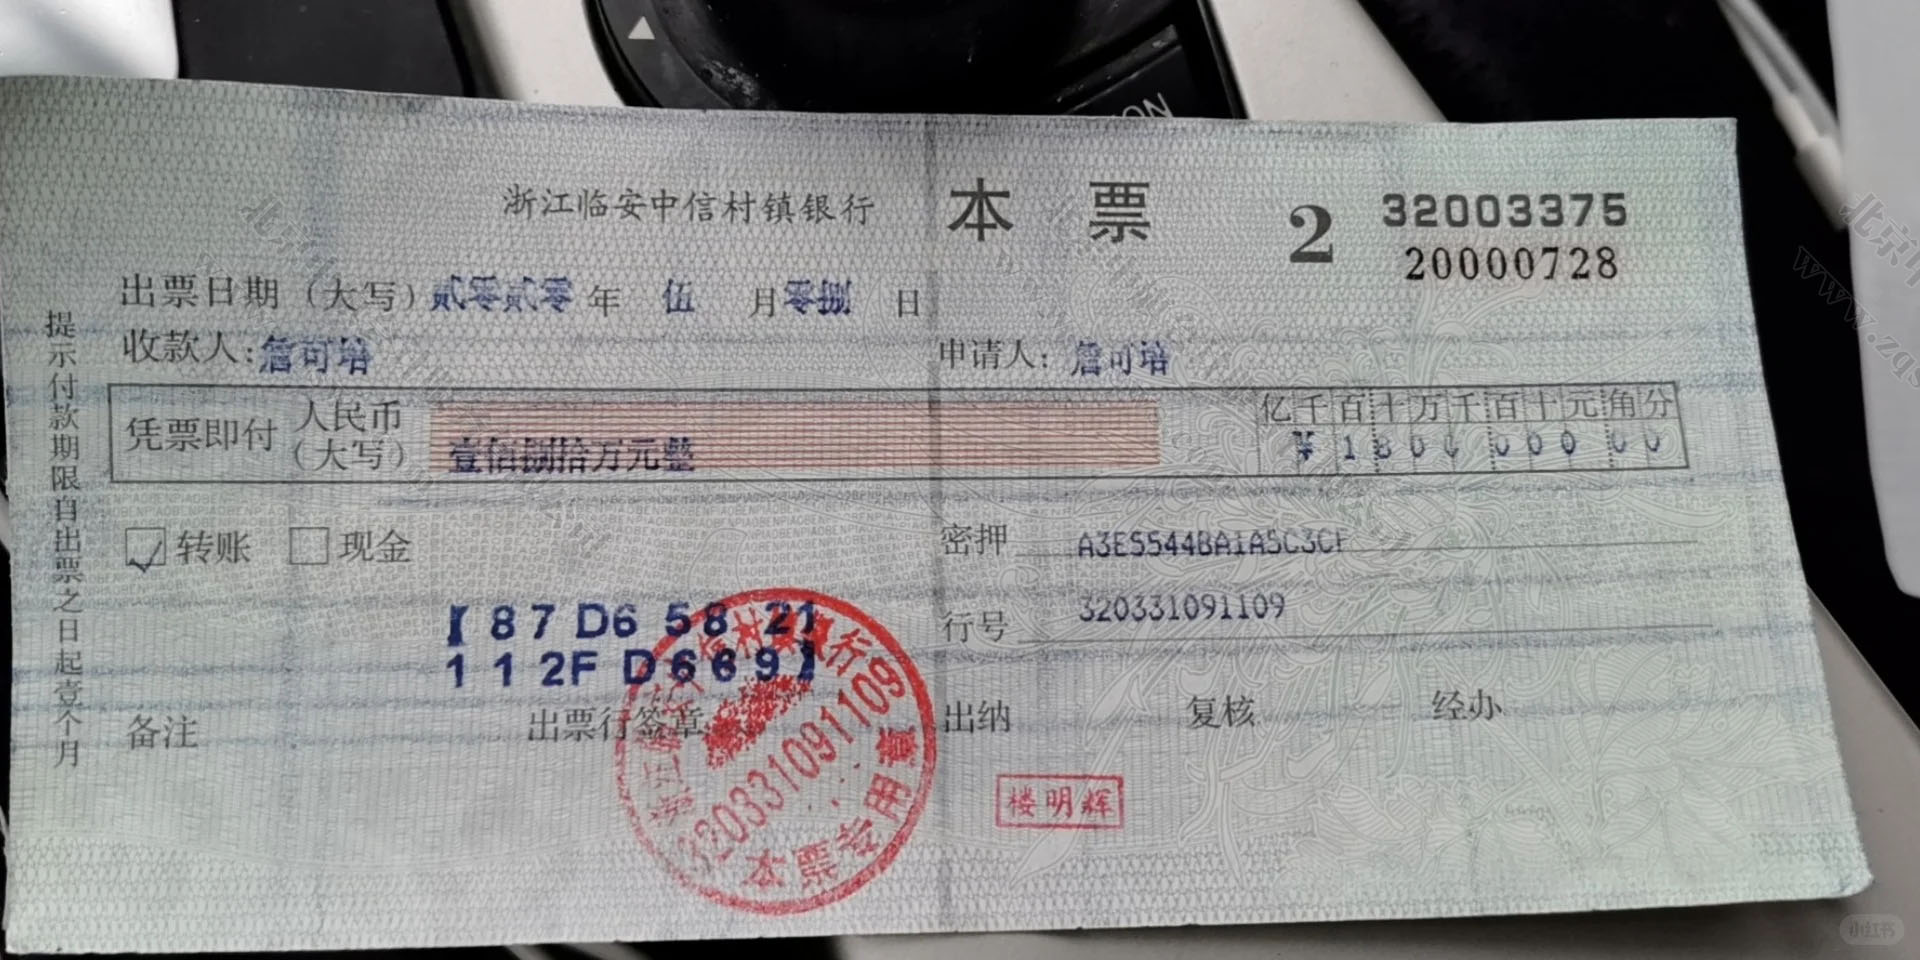 浙江临安中信村镇银行 本 票 2 32003375
20000728
出票日期（大写）贰零贰零 年 伍 月 零捌 日
收款人:詹可培 申请人:詹可培
凭票即付 人民币（大写） 壹佰捌拾万元整
亿千百十万千百十元角分
¥180000000
转账 现金
密押 A3E5544BA1A5C3CF
行号 320331091109
【87D65821
112FD669】
备注 出票行签章 出纳 复核 经办
320331091109
本票专用章
楼明辉
提示付款期限自出票之日起壹个月
ON
小红书